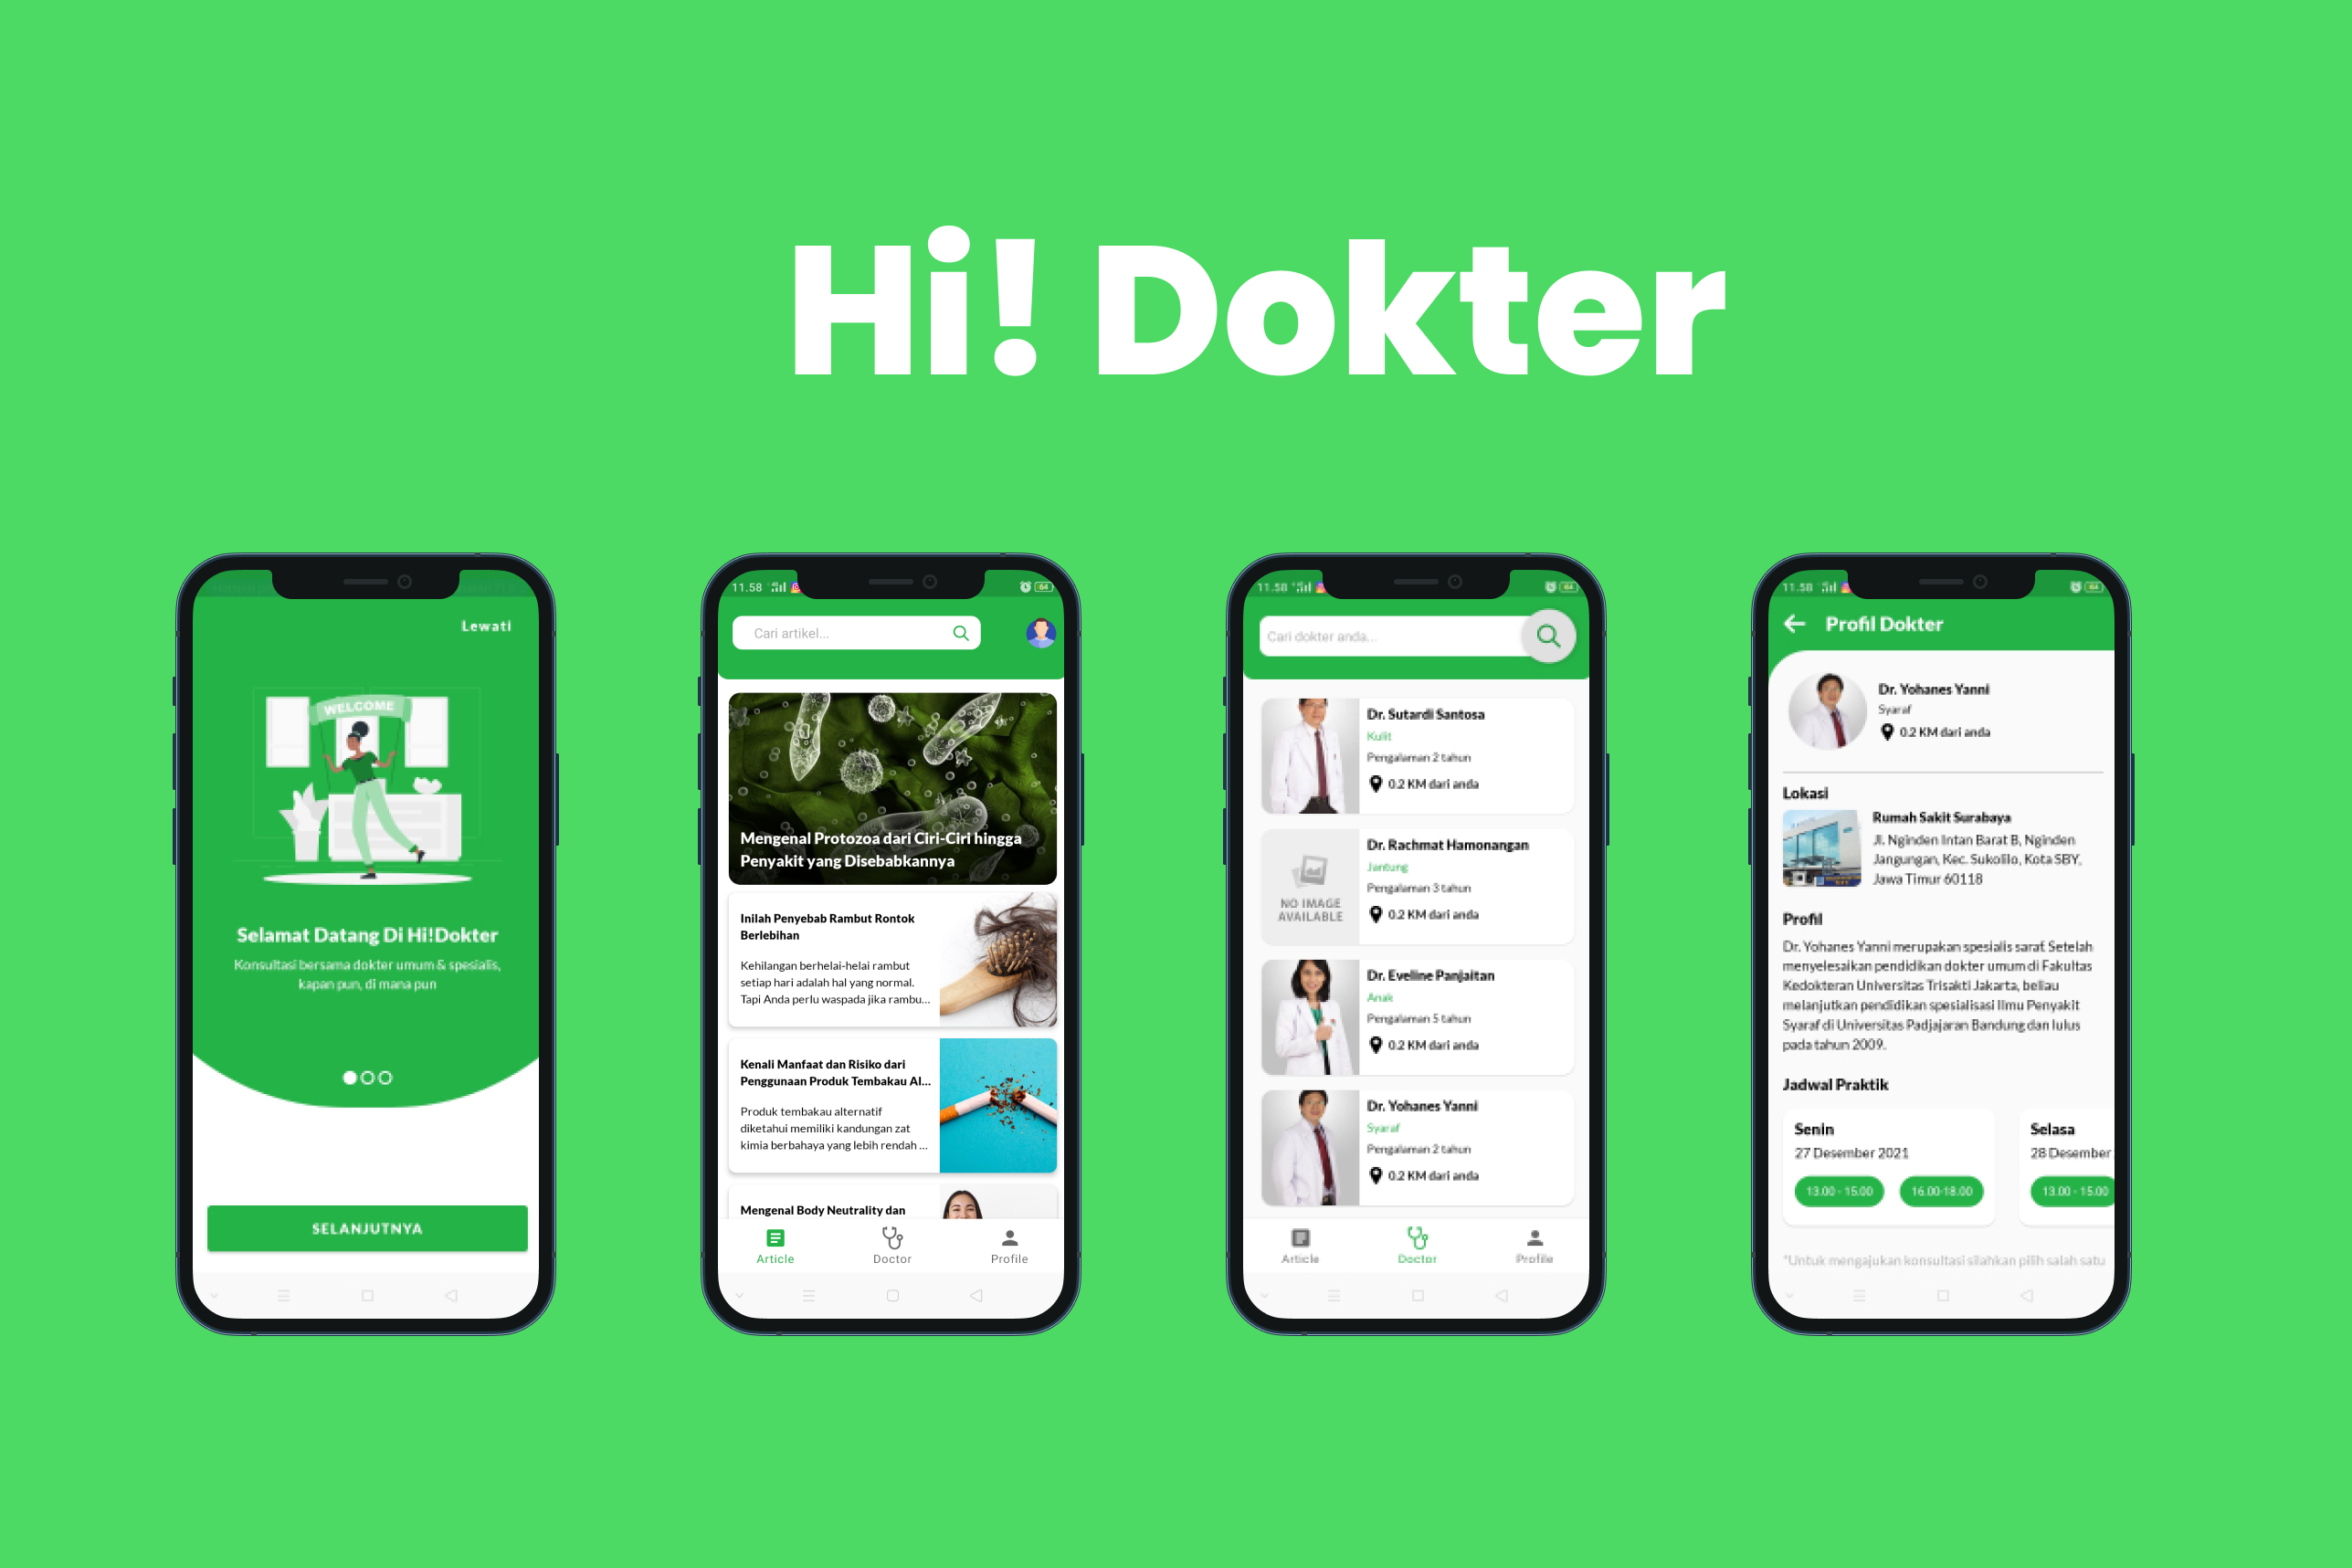 Hi! Dokter
Lewati
WELCOME
Selamat Datang Di Hi!Dokter
Konsultasi bersama dokter umum & spesialis,
kapan pun, di mana pun
SELANJUTNYA
11.58
64
Cari artikel...
Mengenal Protozoa dari Ciri-Ciri hingga
Penyakit yang Disebabkannya
Inilah Penyebab Rambut Rontok
Berlebihan
Kehilangan berhelai-helai rambut
setiap hari adalah hal yang normal.
Tapi Anda perlu waspada jika rambu...
Kenali Manfaat dan Risiko dari
Penggunaan Produk Tembakau Al...
Produk tembakau alternatif
diketahui memiliki kandungan zat
kimia berbahaya yang lebih rendah ...
Mengenal Body Neutrality dan
Article
Doctor
Profile
11.58
64
Cari dokter anda...
Dr. Sutardi Santosa
Kulit
Pengalaman 2 tahun
0.2 KM dari anda
NO IMAGE
AVAILABLE
Dr. Rachmat Hamonangan
Jantung
Pengalaman 3 tahun
0.2 KM dari anda
Dr. Eveline Panjaitan
Anak
Pengalaman 5 tahun
0.2 KM dari anda
Dr. Yohanes Yanni
Syaraf
Pengalaman 2 tahun
0.2 KM dari anda
Article
Doctor
Profile
11.58
64
Profil Dokter
Dr. Yohanes Yanni
Syaraf
0.2 KM dari anda
Lokasi
Rumah Sakit Surabaya
Jl. Nginden Intan Barat B, Nginden
Jangungan, Kec. Sukolilo, Kota SBY,
Jawa Timur 60118
Profil
Dr. Yohanes Yanni merupakan spesialis saraf. Setelah
menyelesaikan pendidikan dokter umum di Fakultas
Kedokteran Universitas Trisakti Jakarta, beliau
melanjutkan pendidikan spesialisasi Ilmu Penyakit
Syaraf di Universitas Padjajaran Bandung dan lulus
pada tahun 2009.
Jadwal Praktik
Senin
27 Desember 2021
13.00 - 15.00
16.00-18.00
Selasa
28 Desember
13.00 - 15.00
*Untuk mengajukan konsultasi silahkan pilih salah satu